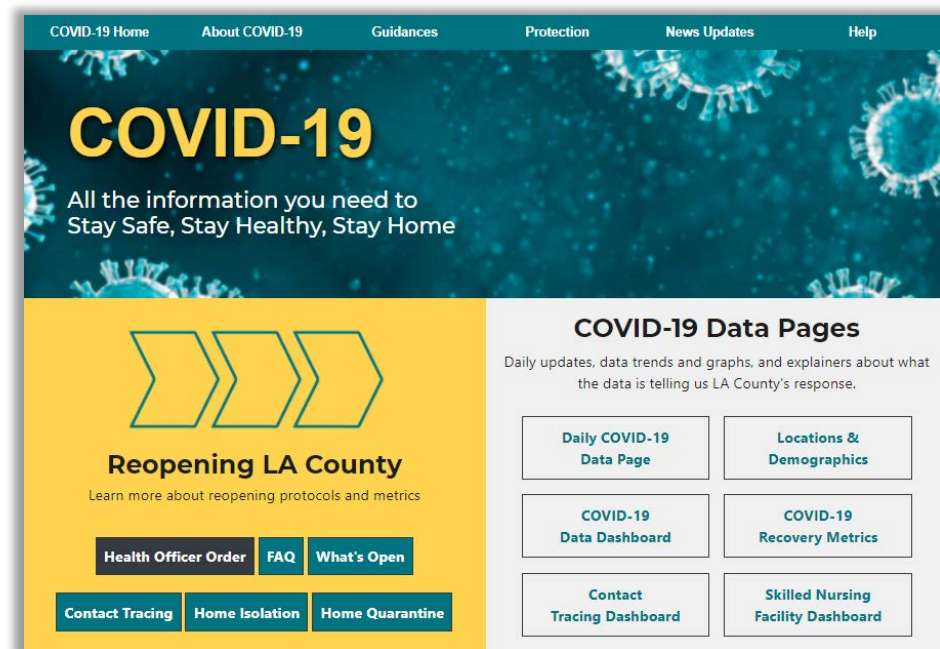 COVID-19 Home About COVID-19 Guidances Protection News Updates Help
COVID-19
All the information you need to
Stay Safe, Stay Healthy, Stay Home
Reopening LA County
Learn more about reopening protocols and metrics
Health Officer Order FAQ What's Open
Contact Tracing Home Isolation Home Quarantine
COVID-19 Data Pages
Daily updates, data trends and graphs, and explainers about what
the data is telling us LA County's response.
Daily COVID-19
Data Page
Locations &
Demographics
COVID-19
Data Dashboard
COVID-19
Recovery Metrics
Contact
Tracing Dashboard
Skilled Nursing
Facility Dashboard